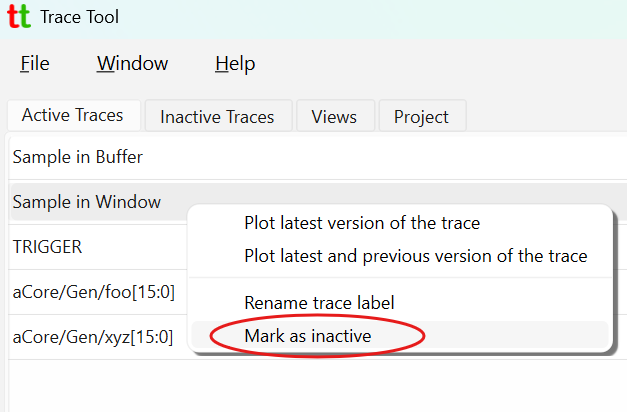 tt Trace Tool
File Window Help
Active Traces Inactive Traces Views Project
Sample in Buffer
Sample in Window
Plot latest version of the trace
TRIGGER
Plot latest and previous version of the trace
aCore/Gen/foo[15:0]
Rename trace label
aCore/Gen/xyz[15:0]
Mark as inactive